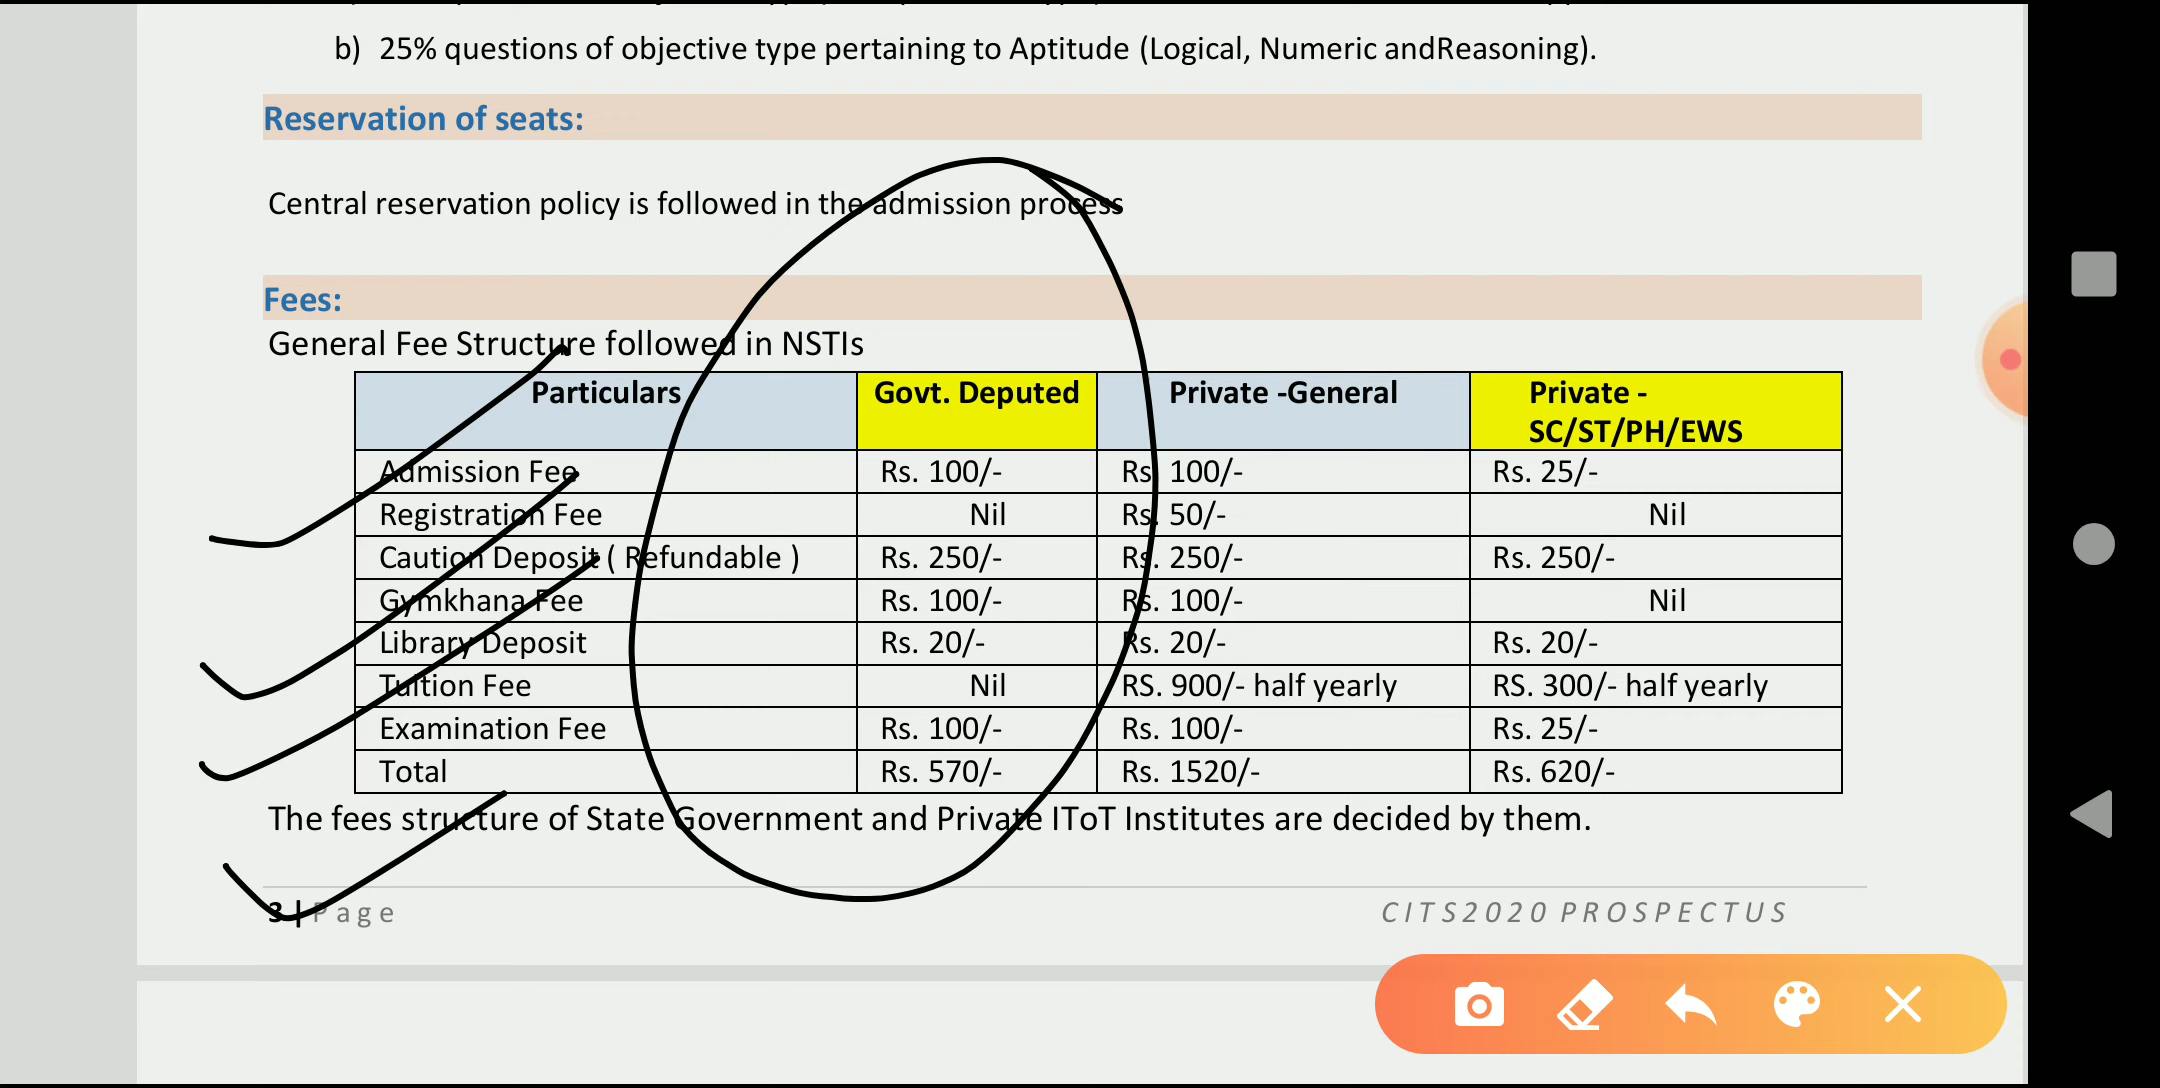 b) 25% questions of objective type pertaining to Aptitude (Logical, Numeric andReasoning).
Reservation of seats:
Central reservation policy is followed in the admission process
Fees:
General Fee Structure followed in NSTIs
Particulars Govt. Deputed Private -General Private - SC/ST/PH/EWS
Admission Fee Rs. 100/- Rs. 100/- Rs. 25/-
Registration Fee Nil Rs. 50/- Nil
Caution Deposit ( Refundable ) Rs. 250/- Rs. 250/- Rs. 250/-
Gymkhana Fee Rs. 100/- Rs. 100/- Nil
Library Deposit Rs. 20/- Rs. 20/- Rs. 20/-
Tuition Fee Nil RS. 900/- half yearly RS. 300/- half yearly
Examination Fee Rs. 100/- Rs. 100/- Rs. 25/-
Total Rs. 570/- Rs. 1520/- Rs. 620/-
The fees structure of State Government and Private IToT Institutes are decided by them.
3 | Page CITS2020 PROSPECTUS